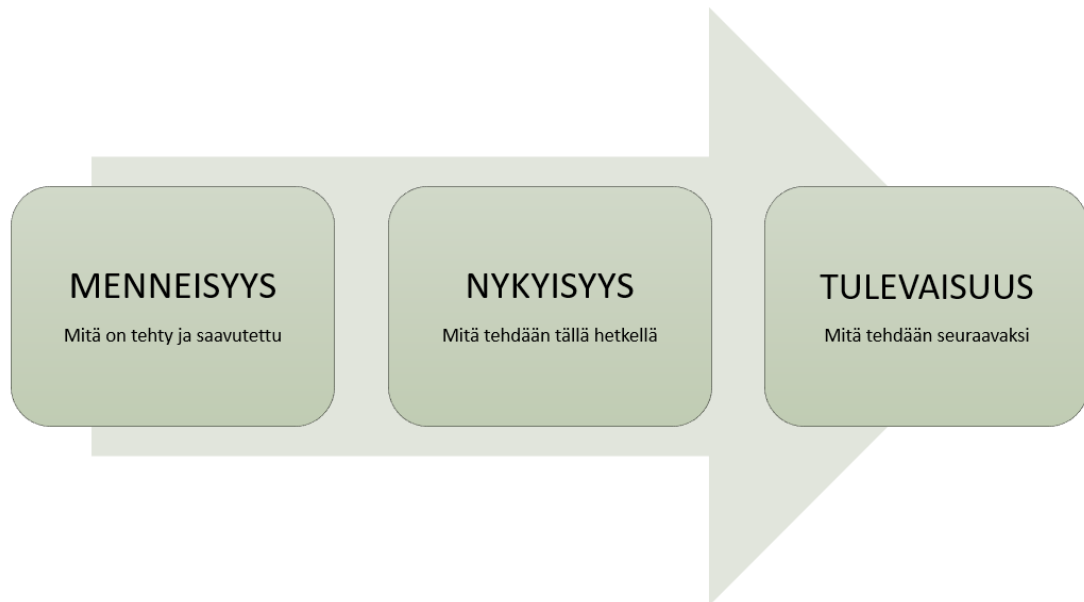 MENNEISYYS
Mitä on tehty ja saavutettu
NYKYISYYS
Mitä tehdään tällä hetkellä
TULEVAISUUS
Mitä tehdään seuraavaksi